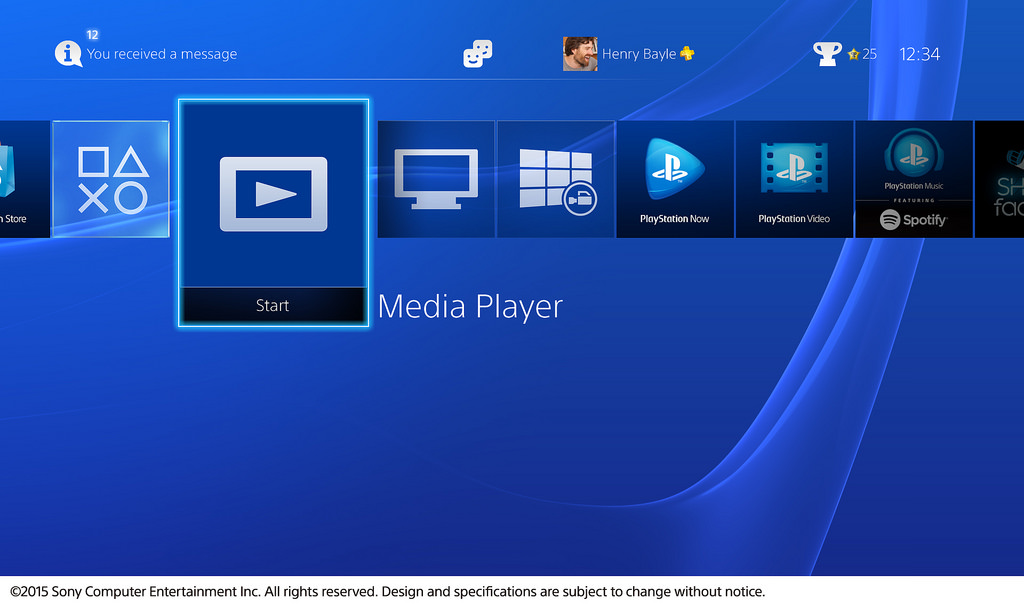 12
You received a message
Henry Bayle
25
12:34
Store
PlayStation Now
PlayStation Video
PlayStation Music
FEATURING
Spotify
Start
Media Player
©2015 Sony Computer Entertainment Inc. All rights reserved. Design and specifications are subject to change without notice.